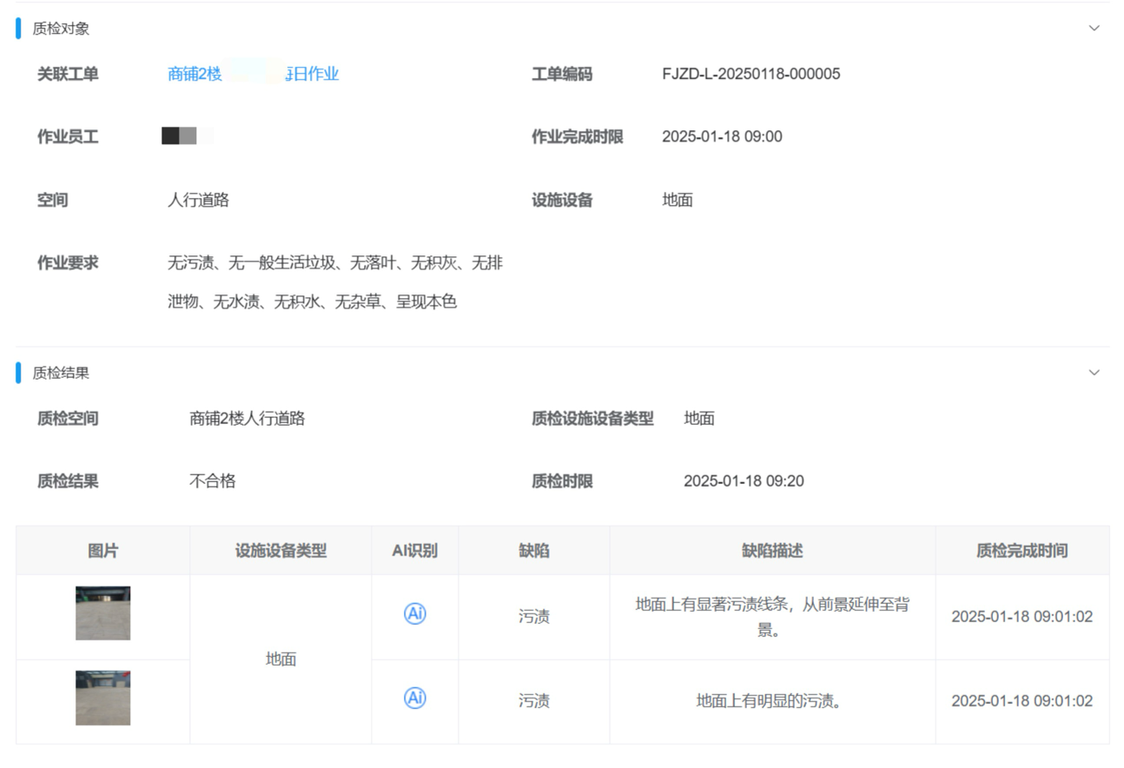 质检对象
关联工单 商铺2楼 每日作业 工单编码 FJZD-L-20250118-000005
作业员工 作业完成时限 2025-01-18 09:00
空间 人行道路 设施设备 地面
作业要求 无污渍、无一般生活垃圾、无落叶、无积灰、无排
泄物、无水渍、无积水、无杂草、呈现本色
质检结果
质检空间 商铺2楼人行道路 质检设施设备类型 地面
质检结果 不合格 质检时限 2025-01-18 09:20
图片 设施设备类型 AI识别 缺陷 缺陷描述 质检完成时间
Ai 污渍 地面上有显著污渍线条，从前景延伸至背
景。 2025-01-18 09:01:02
地面
Ai 污渍 地面上有明显的污渍。 2025-01-18 09:01:02